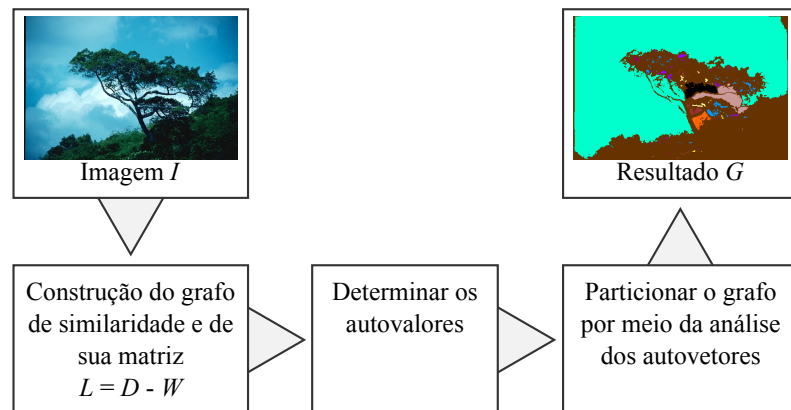 Imagem I
Resultado G
Construção do grafo
de similaridade e de
sua matriz
L = D - W
Determinar os
autovalores
Particionar o grafo
por meio da análise
dos autovetores